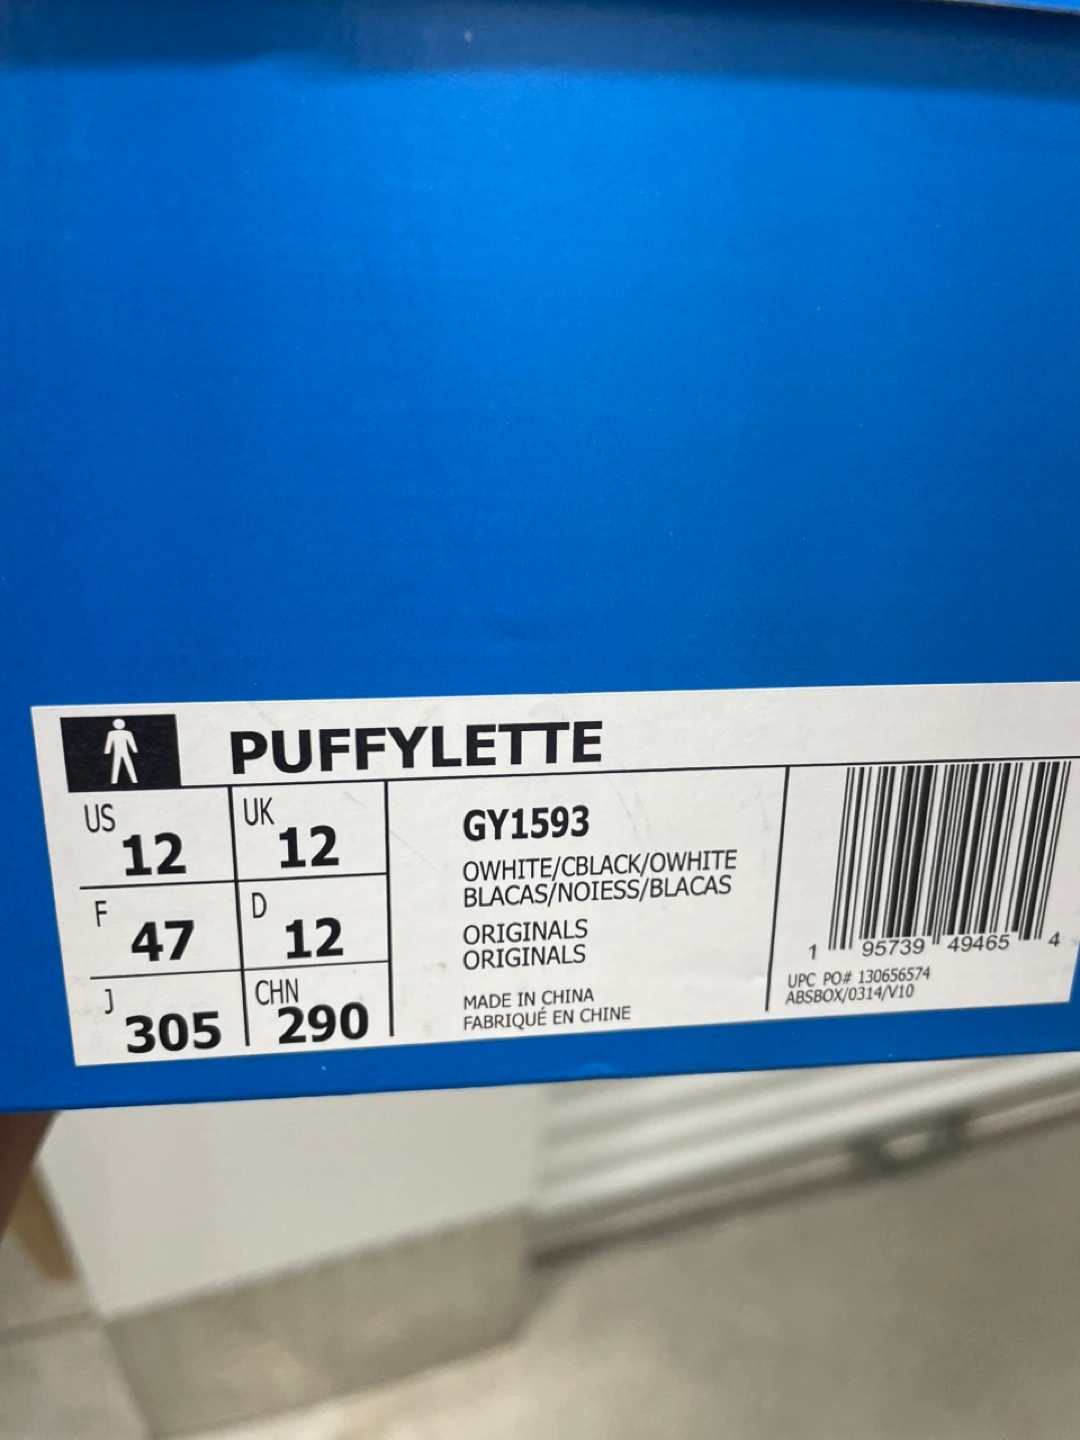 PUFFYLETTE
US 12
UK 12
F 47
D 12
J 305
CHN 290
GY1593
OWHITE/CBLACK/OWHITE
BLACAS/NOIESS/BLACAS
ORIGINALS
ORIGINALS
MADE IN CHINA
FABRIQUÉ EN CHINE
1 95739 49465 4
UPC PO# 130656574
ABSBOX/0314/V10